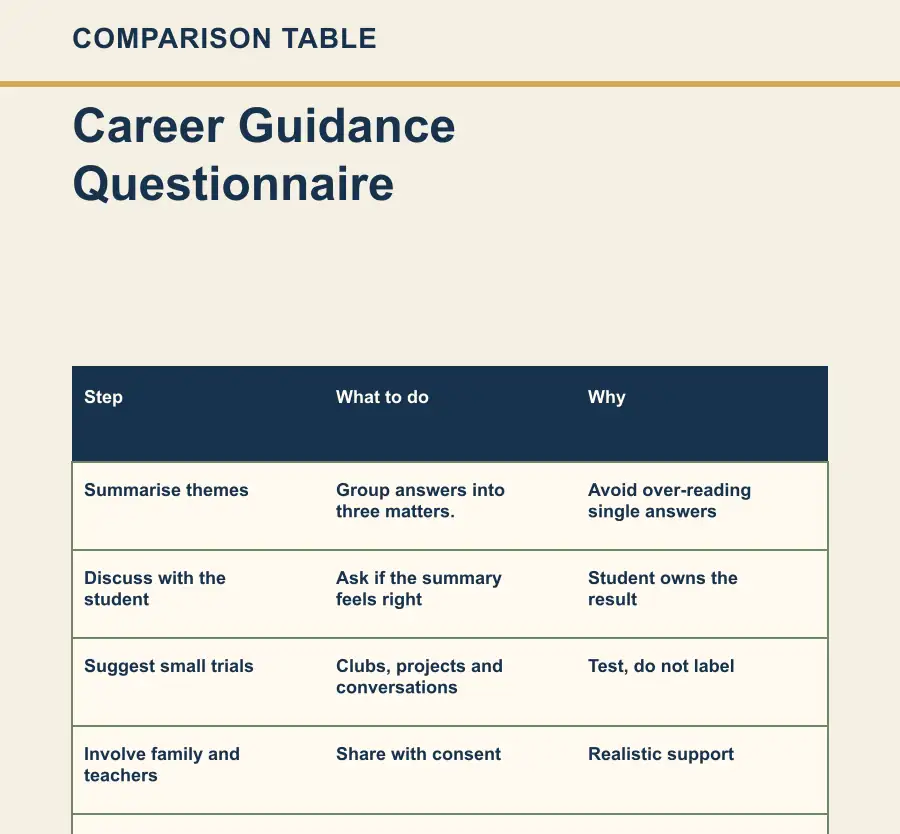 COMPARISON TABLE
Career Guidance
Questionnaire
Step What to do Why
Summarise themes Group answers into Avoid over-reading
three matters. single answers
Discuss with the Ask if the summary Student owns the
student feels right result
Suggest small trials Clubs, projects and Test, do not label
conversations
Involve family and Share with consent Realistic support
teachers